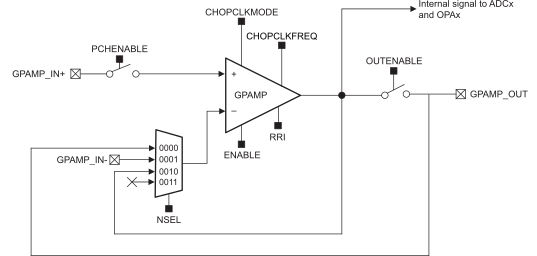 Internal signal to ADCx
and OPAx
CHOPCLKMODE
CHOPCLKFREQ
PCHENABLE
OUTENABLE
GPAMP_IN+
+
GPAMP
GPAMP_OUT
–
RRI
ENABLE
0000
GPAMP_IN-
0001
0010
0011
NSEL